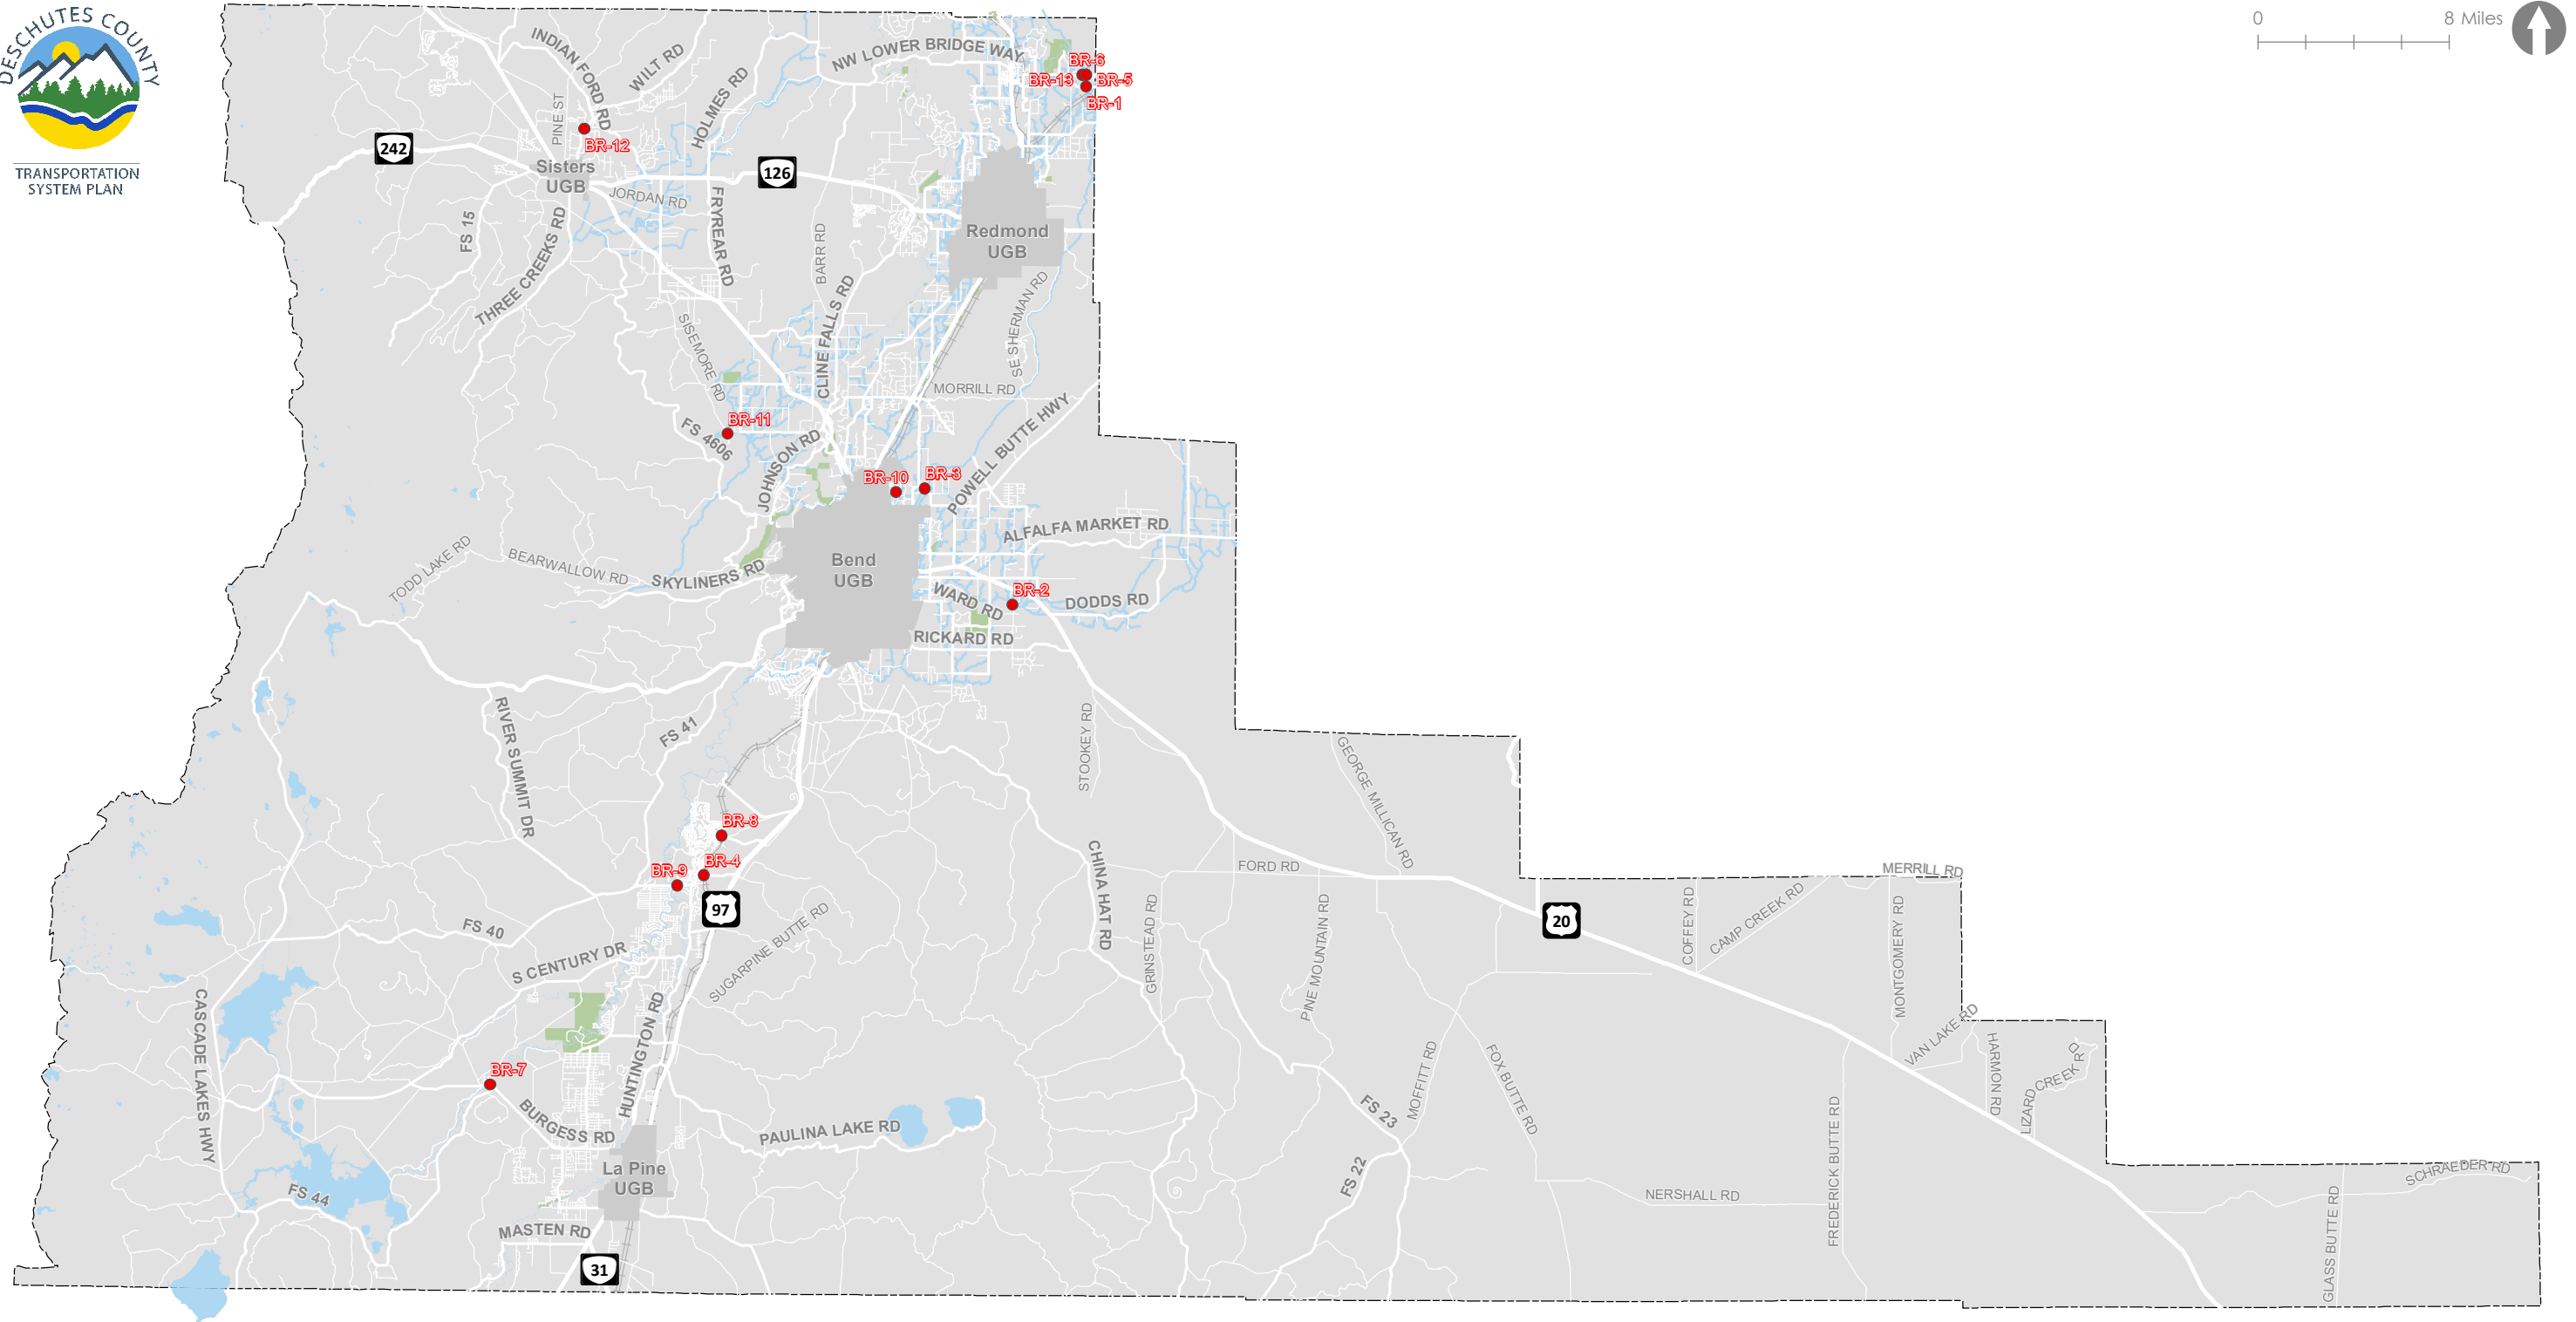 DESCHUTES COUNTY
TRANSPORTATION
SYSTEM PLAN
0
8 Miles
INDIAN FORD RD
WILT RD
HOLMES RD
NW LOWER BRIDGE WAY
BR-6
BR-13
BR-5
BR-1
PINE ST
BR-12
242
Sisters
UGB
126
JORDAN RD
FS 15
THREE CREEKS RD
FRYREAR RD
BARR RD
Redmond
UGB
CLINE FALLS RD
SE SHERMAN RD
SISEMORE RD
MORRILL RD
BR-11
FS 4606
JOHNSON RD
POWELL BUTTE HWY
BR-10
BR-3
ALFALFA MARKET RD
TODD LAKE RD
BEARWALLOW RD
SKYLINERS RD
Bend
UGB
WARD RD
BR-2
DODDS RD
RICKARD RD
RIVER SUMMIT DR
FS 41
STOOKEY RD
GEORGE MILLICAN RD
BR-8
BR-4
BR-9
97
CHINA HAT RD
FORD RD
MERRILL RD
20
FS 40
S CENTURY DR
SUGARPINE BUTTE RD
GRINSTEAD RD
PINE MOUNTAIN RD
COFFEY RD
CAMP CREEK RD
MONTGOMERY RD
CASCADE LAKES HWY
HUNTINGTON RD
VAN LAKE RD
HARMON RD
LIZARD CREEK RD
BR-7
BURGESS RD
PAULINA LAKE RD
FS 23
MOFFITT RD
FOX BUTTE RD
FREDERICK BUTTE RD
La Pine
UGB
FS 44
FS 22
NERSHALL RD
SCHRAEDER RD
GLASS BUTTE RD
MASTEN RD
31